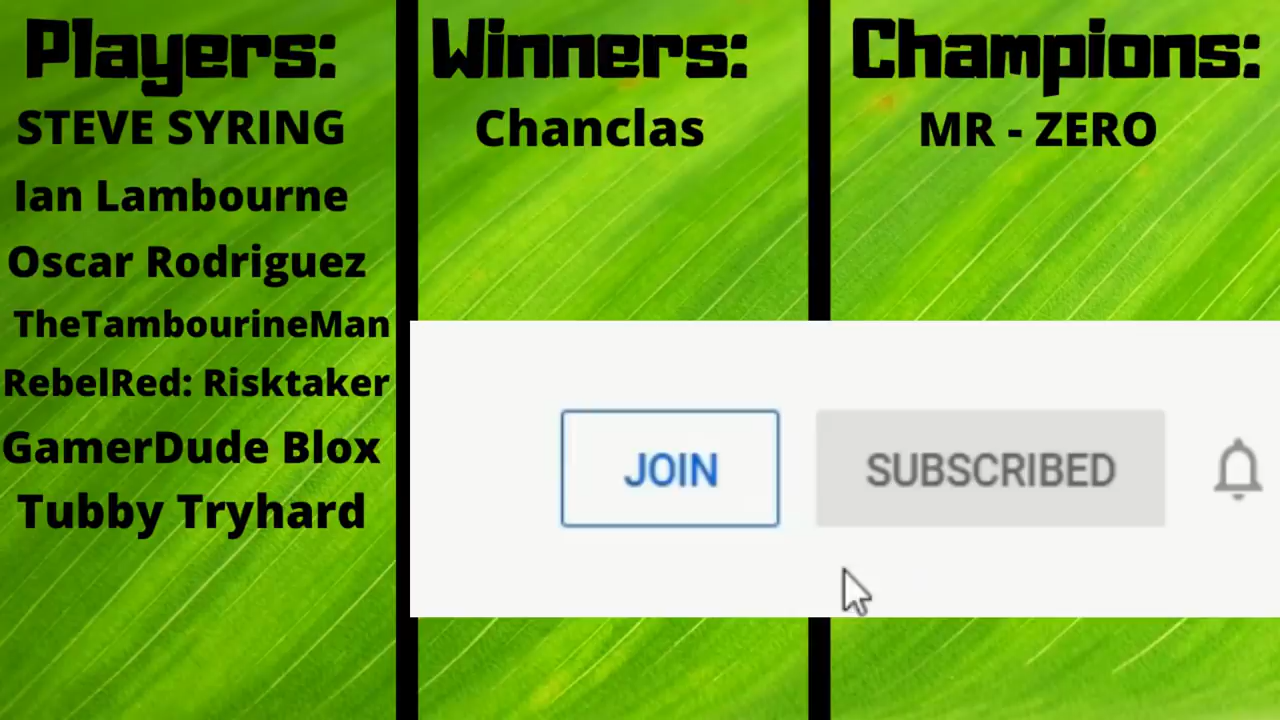 Players:
STEVE SYRING
Ian Lambourne
Oscar Rodriguez
TheTambourineMan
RebelRed: Risktaker
GamerDude Blox
Tubby Tryhard
Winners:
Chanclas
Champions:
MR - ZERO
JOIN
SUBSCRIBED